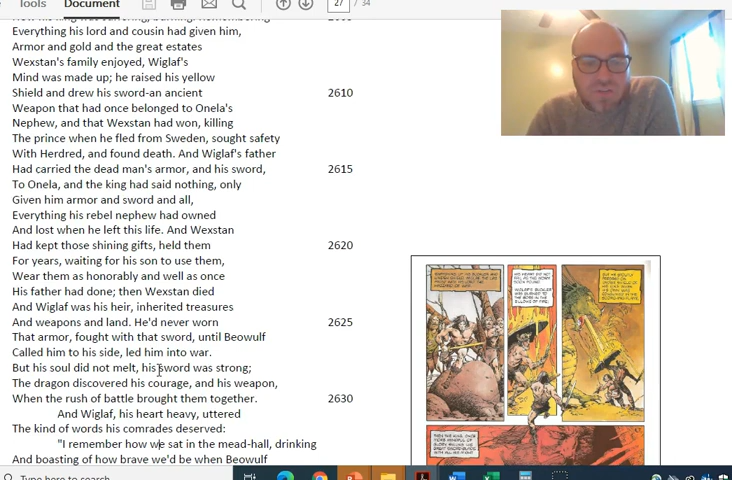 Tools
Document
27 / 34
Everything his lord and cousin had given him,
Armor and gold and the great estates
Wexstan's family enjoyed, Wiglaf's
Mind was made up; he raised his yellow
Shield and drew his sword-an ancient
2610
Weapon that had once belonged to Onela's
Nephew, and that Wexstan had won, killing
The prince when he fled from Sweden, sought safety
With Herdred, and found death. And Wiglaf's father
Had carried the dead man's armor, and his sword,
2615
To Onela, and the king had said nothing, only
Given him armor and sword and all,
Everything his rebel nephew had owned
And lost when he left this life. And Wexstan
Had kept those shining gifts, held them
2620
For years, waiting for his son to use them,
Wear them as honorably and well as once
His father had done; then Wexstan died
And Wiglaf was his heir, inherited treasures
And weapons and land. He'd never worn
2625
That armor, fought with that sword, until Beowulf
Called him to his side, led him into war.
But his soul did not melt, his sword was strong;
The dragon discovered his courage, and his weapon,
When the rush of battle brought them together.
2630
And Wiglaf, his heart heavy, uttered
The kind of words his comrades deserved:
"I remember how we sat in the mead-hall, drinking
And boasting of how brave we'd be when Beowulf
Type here to search